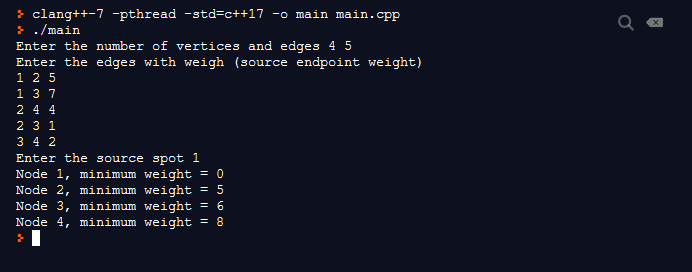 > clang++-7 -pthread -std=c++17 -o main main.cpp
> ./main
Enter the number of vertices and edges 4 5
Enter the edges with weigh (source endpoint weight)
1 2 5
1 3 7
2 4 4
2 3 1
3 4 2
Enter the source spot 1
Node 1, minimum weight = 0
Node 2, minimum weight = 5
Node 3, minimum weight = 6
Node 4, minimum weight = 8
>